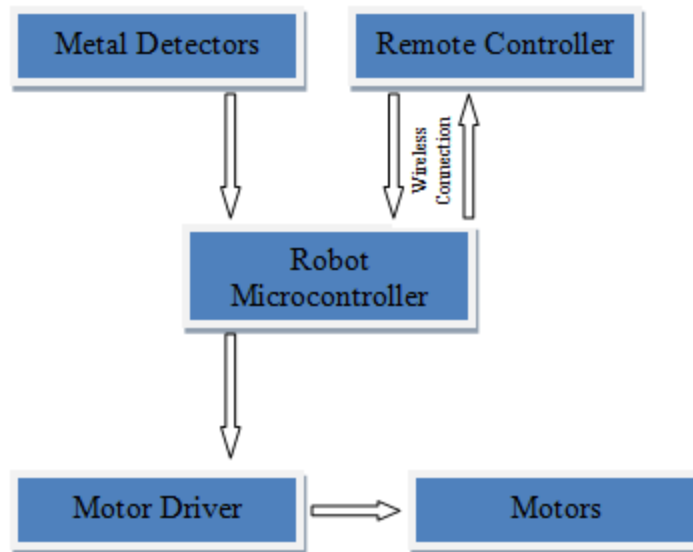 Metal Detectors
Remote Controller
Wireless
Connection
Robot
Microcontroller
Motor Driver
Motors